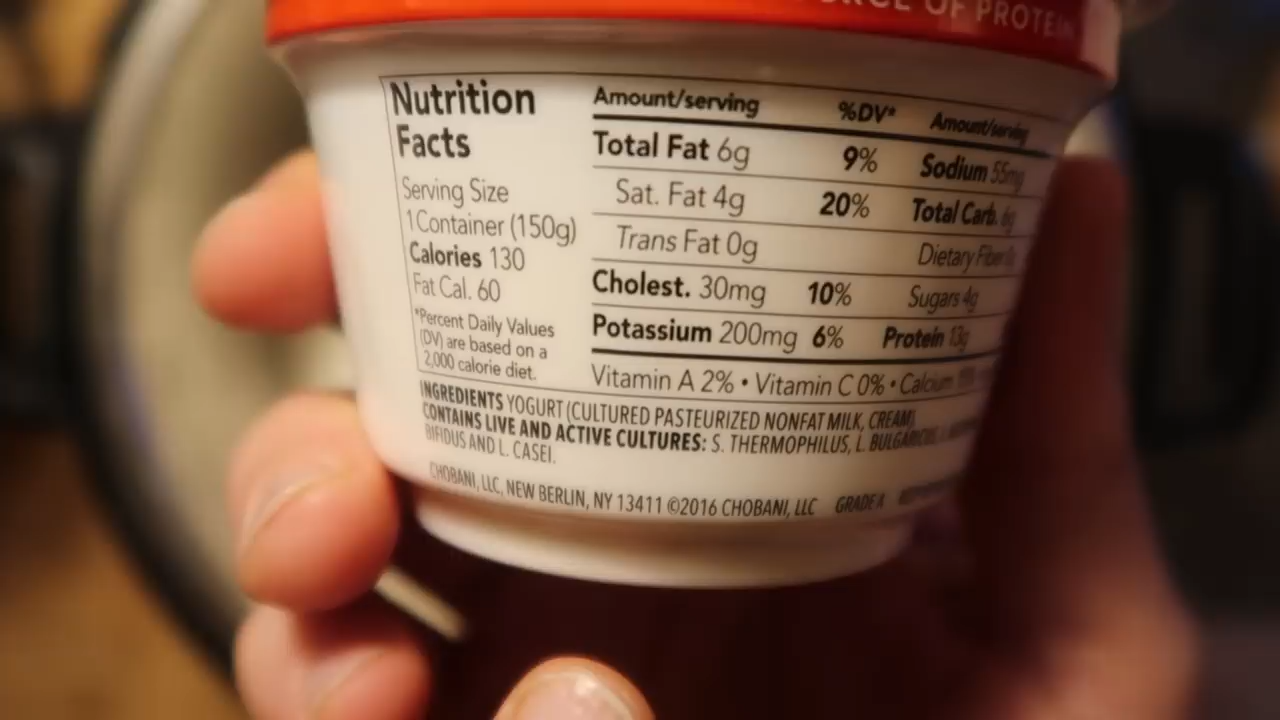 OF PROTEIN
Nutrition
Facts
Serving Size
1 Container (150g)
Calories 130
Fat Cal. 60
*Percent Daily Values
(DV) are based on a
2,000 calorie diet.
Amount/serving %DV* Amount/serving
Total Fat 6g 9% Sodium 55mg
Sat. Fat 4g 20% Total Carb. 6g
Trans Fat 0g Dietary Fiber
Cholest. 30mg 10% Sugars 4g
Potassium 200mg 6% Protein 13g
Vitamin A 2% • Vitamin C 0% • Calcium
INGREDIENTS YOGURT (CULTURED PASTEURIZED NONFAT MILK, CREAM)
CONTAINS LIVE AND ACTIVE CULTURES: S. THERMOPHILUS, L. BULGARICUS,
BIFIDUS AND L. CASEI.
CHOBANI, LLC, NEW BERLIN, NY 13411 ©2016 CHOBANI, LLC GRADE A